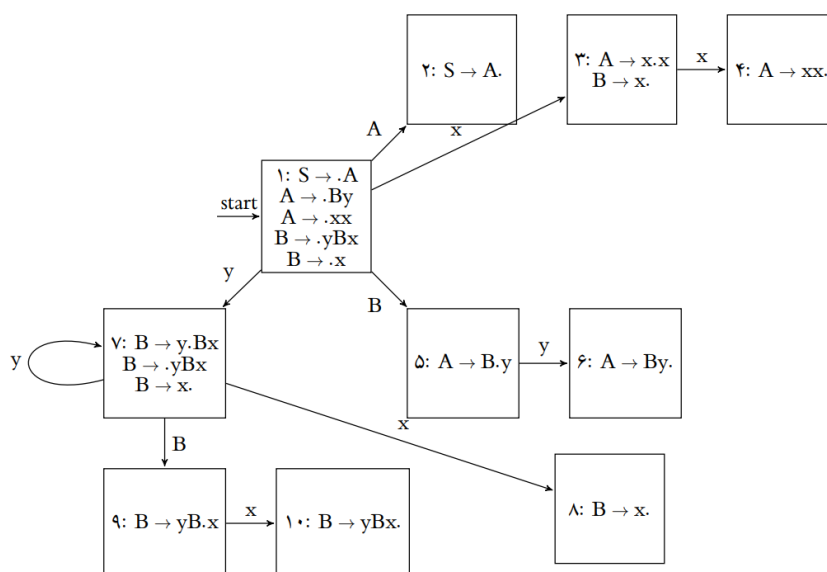 ۲: S → A.
۳: A → x.x
B → x.
x
۴: A → xx.
A
x
start
۱: S → .A
A → .By
A → .xx
B → .yBx
B → .x
y
B
y
۷: B → y.Bx
B → .yBx
B → x.
۵: A → B.y
y
۶: A → By.
x
B
۹: B → yB.x
x
۱۰: B → yBx.
۸: B → x.